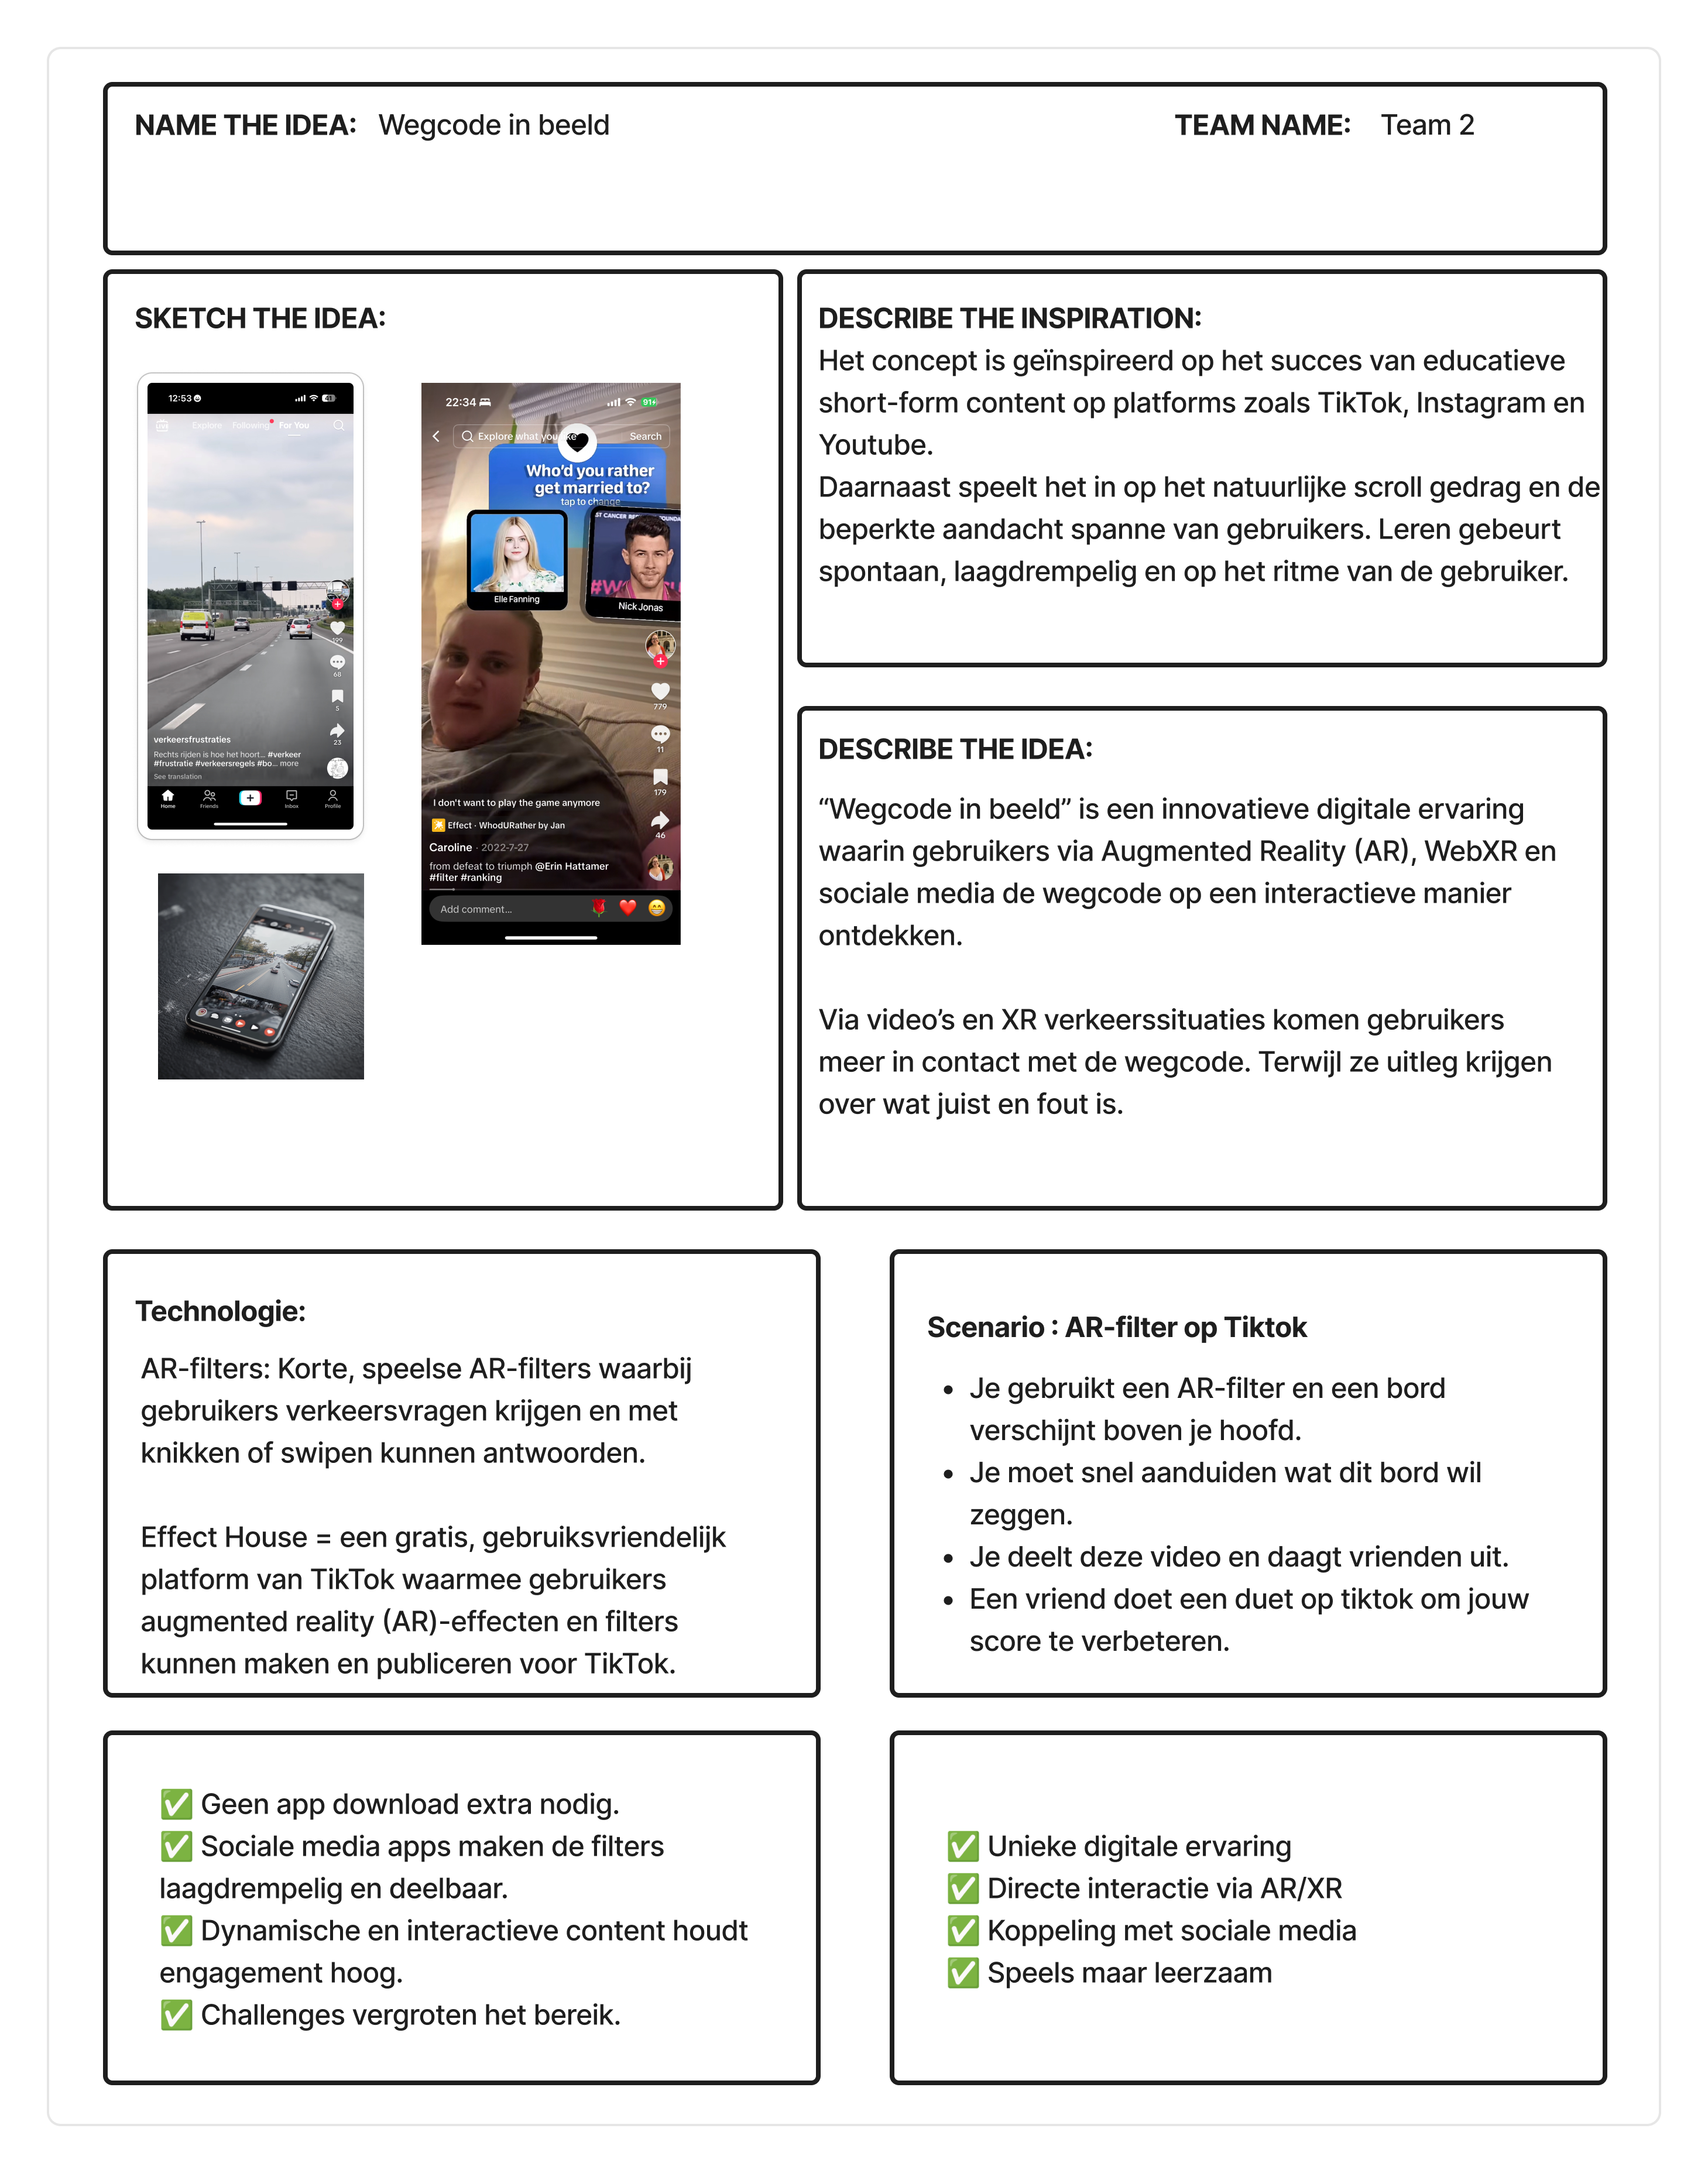 NAME THE IDEA: Wegcode in beeld
TEAM NAME: Team 2
SKETCH THE IDEA:
12:53
Explore Following For You
199
68
5
23
verkeersfrustraties
Rechts rijden is hoe het hoort... #verkeer
#frustratie #verkeersregels #bo... more
See translation
Home Friends Inbox Profile
22:34
91+
Explore what you like Search
Who'd you rather
get married to?
tap to change
Elle Fanning
Nick Jonas
779
11
179
46
I don't want to play the game anymore
Effect · WhodURather by Jan
Caroline · 2022-7-27
from defeat to triumph @Erin Hattamer
#filter #ranking
Add comment...
DESCRIBE THE INSPIRATION:
Het concept is geïnspireerd op het succes van educatieve
short-form content op platforms zoals TikTok, Instagram en
Youtube.
Daarnaast speelt het in op het natuurlijke scroll gedrag en de
beperkte aandacht spanne van gebruikers. Leren gebeurt
spontaan, laagdrempelig en op het ritme van de gebruiker.
DESCRIBE THE IDEA:
“Wegcode in beeld” is een innovatieve digitale ervaring
waarin gebruikers via Augmented Reality (AR), WebXR en
sociale media de wegcode op een interactieve manier
ontdekken.
Via video’s en XR verkeerssituaties komen gebruikers
meer in contact met de wegcode. Terwijl ze uitleg krijgen
over wat juist en fout is.
Technologie:
AR-filters: Korte, speelse AR-filters waarbij
gebruikers verkeersvragen krijgen en met
knikken of swipen kunnen antwoorden.
Effect House = een gratis, gebruiksvriendelijk
platform van TikTok waarmee gebruikers
augmented reality (AR)-effecten en filters
kunnen maken en publiceren voor TikTok.
Scenario : AR-filter op Tiktok
• Je gebruikt een AR-filter en een bord
verschijnt boven je hoofd.
• Je moet snel aanduiden wat dit bord wil
zeggen.
• Je deelt deze video en daagt vrienden uit.
• Een vriend doet een duet op tiktok om jouw
score te verbeteren.
✅ Geen app download extra nodig.
✅ Sociale media apps maken de filters
laagdrempelig en deelbaar.
✅ Dynamische en interactieve content houdt
engagement hoog.
✅ Challenges vergroten het bereik.
✅ Unieke digitale ervaring
✅ Directe interactie via AR/XR
✅ Koppeling met sociale media
✅ Speels maar leerzaam